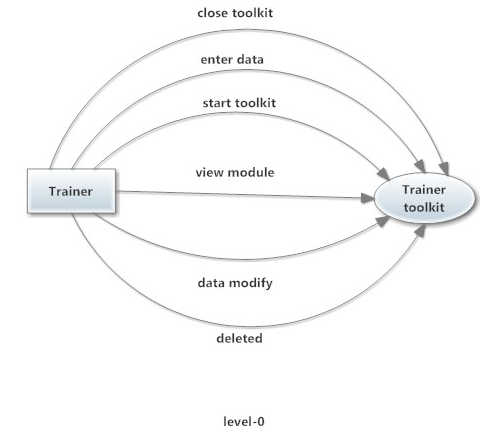 close toolkit
enter data
start toolkit
view module
Trainer
Trainer
toolkit
data modify
deleted
level-0